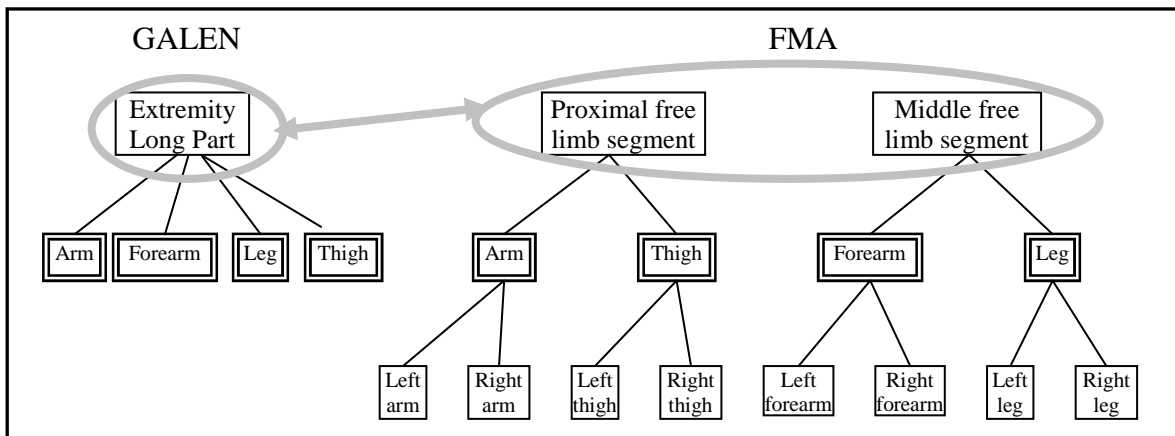 GALEN
FMA
Extremity
Long Part
Proximal free
limb segment
Middle free
limb segment
Arm
Forearm
Leg
Thigh
Arm
Thigh
Forearm
Leg
Left
arm
Right
arm
Left
thigh
Right
thigh
Left
forearm
Right
forearm
Left
leg
Right
leg